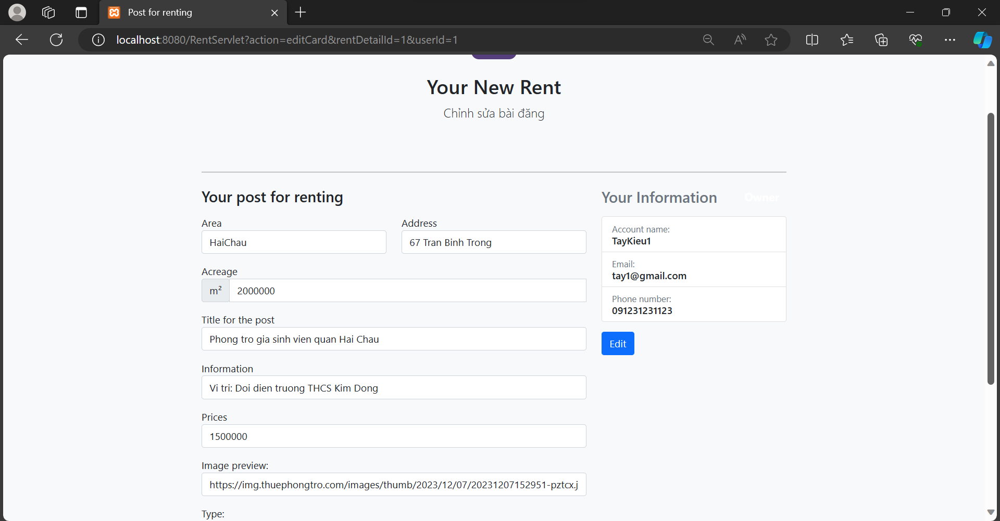 Post for renting
localhost:8080/RentServlet?action=editCard&rentDetailId=1&userId=1
Your New Rent
Chỉnh sửa bài đăng
Your post for renting
Your Information
Owner
Area
Address
HaiChau
67 Tran Binh Trong
Account name:
TayKieu1
Email:
tay1@gmail.com
Phone number:
091231231123
Edit
Acreage
m²
2000000
Title for the post
Phong tro gia sinh vien quan Hai Chau
Information
Vi tri: Doi dien truong THCS Kim Dong
Prices
1500000
Image preview:
https://img.thuephongtro.com/images/thumb/2023/12/07/20231207152951-pztcx.j
Type: